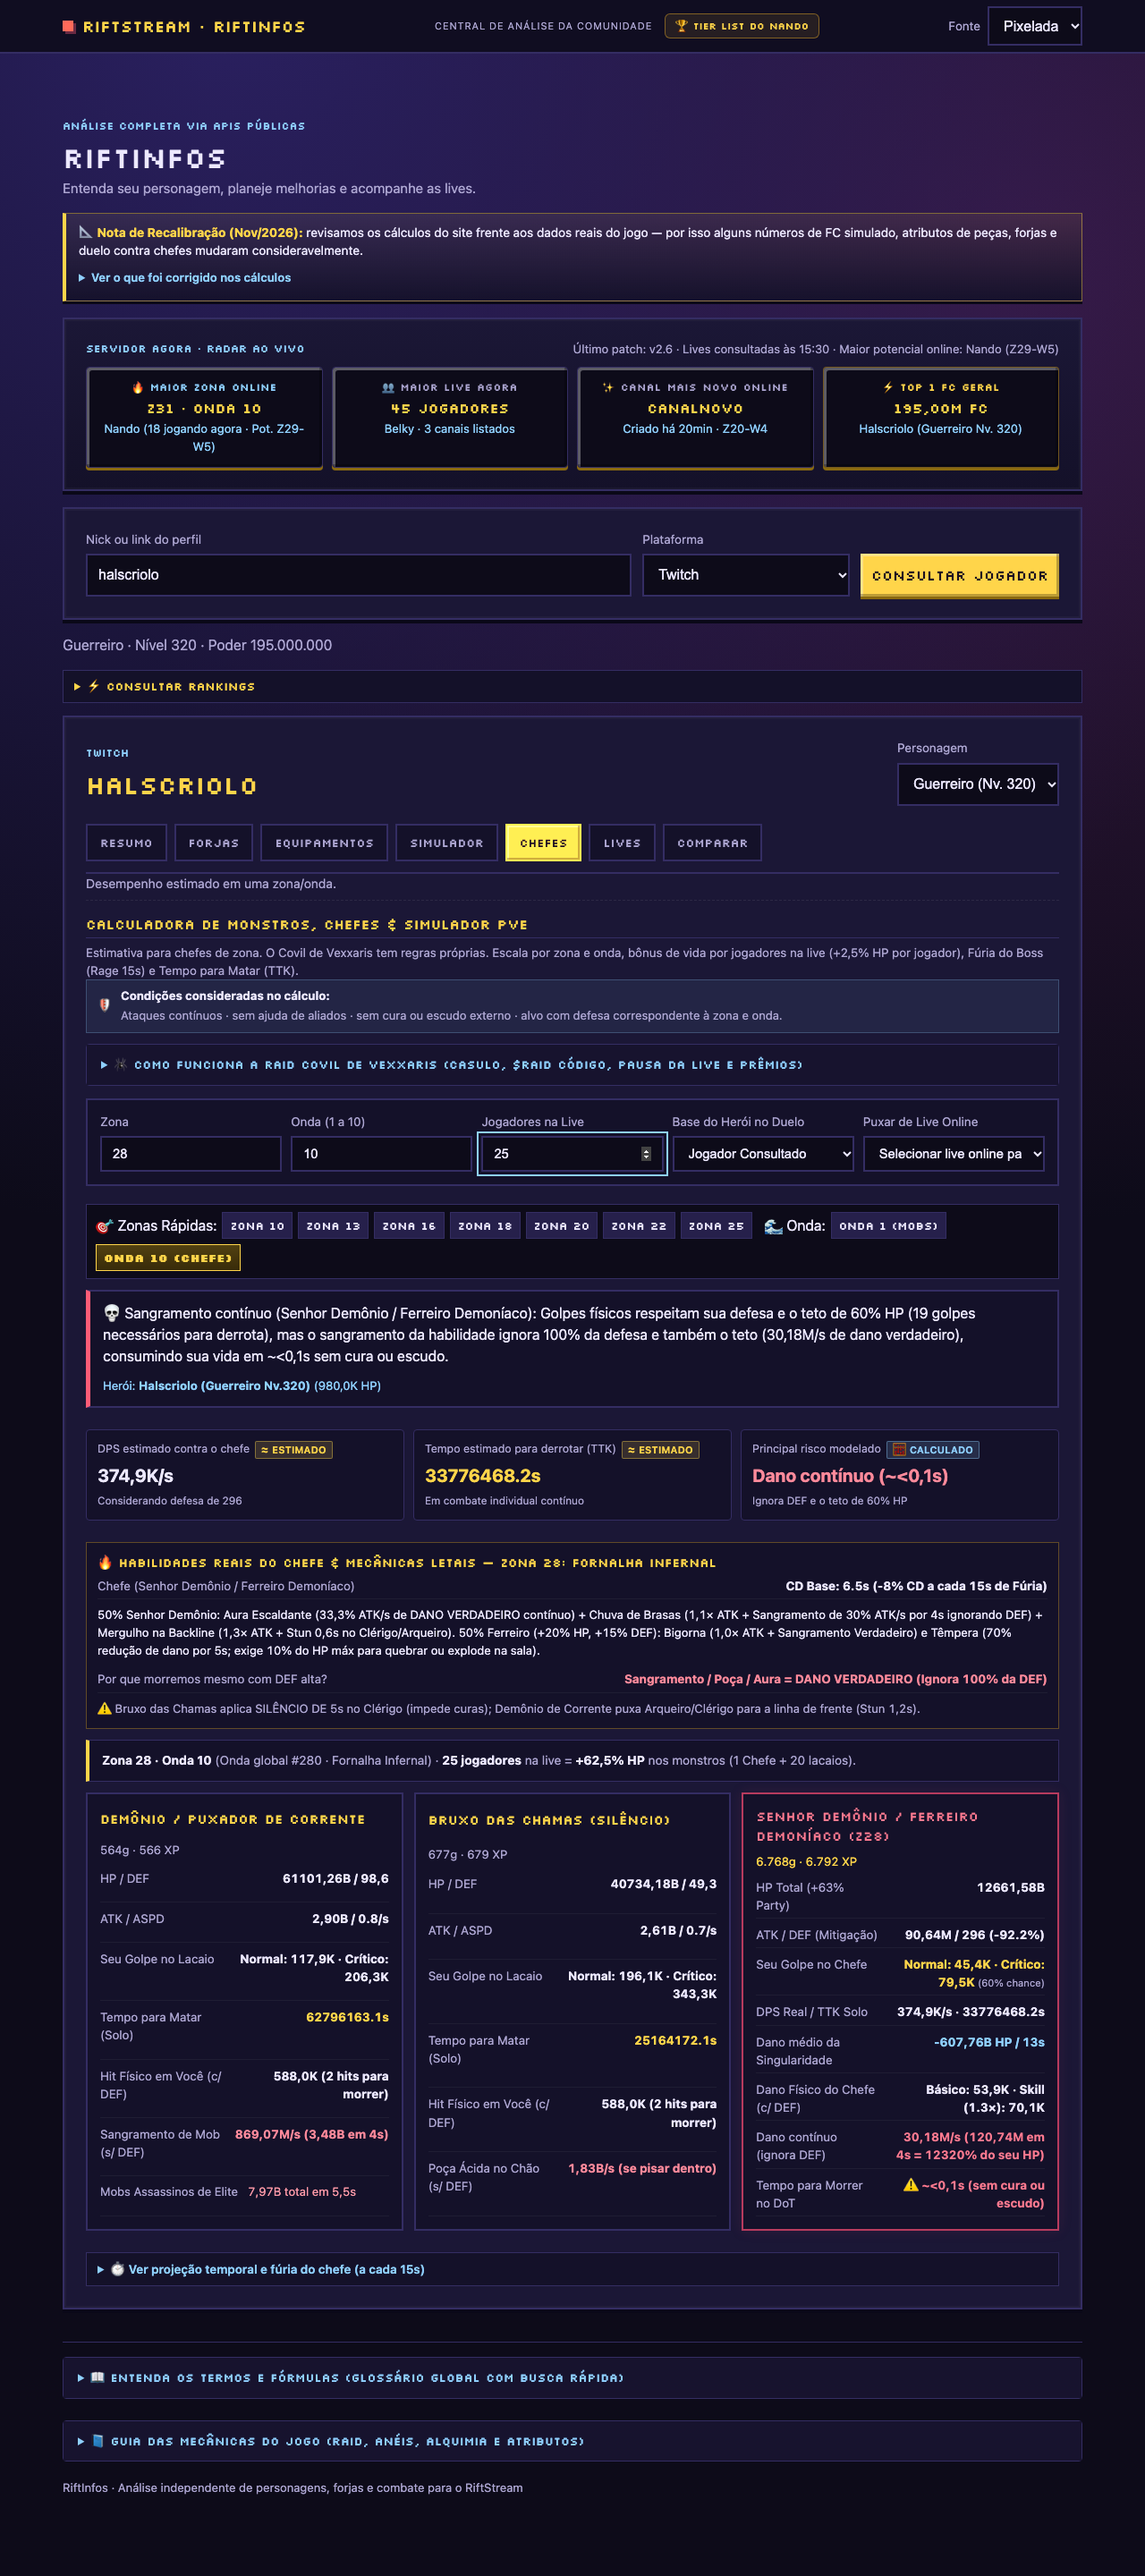 RIFTSTREAM · RIFTINFOS
CENTRAL DE ANÁLISE DA COMUNIDADE
🏆 TIER LIST DO NANDO
Fonte
Pixelada
ANÁLISE COMPLETA VIA APIS PÚBLICAS
RIFTINFOS
Entenda seu personagem, planeje melhorias e acompanhe as lives.
📐 Nota de Recalibração (Nov/2026): revisamos os cálculos do site frente aos dados reais do jogo — por isso alguns números de FC simulado, atributos de peças, forjas e
duelo contra chefes mudaram consideravelmente.
▶ Ver o que foi corrigido nos cálculos
SERVIDOR AGORA · RADAR AO VIVO
Último patch: v2.6 · Lives consultadas às 15:30 · Maior potencial online: Nando (Z29-W5)
🔥 MAIOR ZONA ONLINE
Z31 · ONDA 10
Nando (18 jogando agora · Pot. Z29-
W5)
👥 MAIOR LIVE AGORA
45 JOGADORES
Belky · 3 canais listados
✨ CANAL MAIS NOVO ONLINE
CANALNOVO
Criado há 20min · Z20-W4
⚡ TOP 1 FC GERAL
195,00M FC
Halscriolo (Guerreiro Nv. 320)
Nick ou link do perfil
halscriolo
Plataforma
Twitch
CONSULTAR JOGADOR
Guerreiro · Nível 320 · Poder 195.000.000
▶ ⚡ CONSULTAR RANKINGS
TWITCH
HALSCRIOLO
Personagem
Guerreiro (Nv. 320)
RESUMO
FORJAS
EQUIPAMENTOS
SIMULADOR
CHEFES
LIVES
COMPARAR
Desempenho estimado em uma zona/onda.
CALCULADORA DE MONSTROS, CHEFES & SIMULADOR PVE
Estimativa para chefes de zona. O Covil de Vexxaris tem regras próprias. Escala por zona e onda, bônus de vida por jogadores na live (+2,5% HP por jogador), Fúria do Boss
(Rage 15s) e Tempo para Matar (TTK).
Condições consideradas no cálculo:
Ataques contínuos · sem ajuda de aliados · sem cura ou escudo externo · alvo com defesa correspondente à zona e onda.
▶ 🕷 COMO FUNCIONA A RAID COVIL DE VEXXARIS (CASULO, $RAID CÓDIGO, PAUSA DA LIVE E PRÊMIOS)
Zona
28
Onda (1 a 10)
10
Jogadores na Live
25
Base do Herói no Duelo
Jogador Consultado
Puxar de Live Online
Selecionar live online pa
🎯 Zonas Rápidas: ZONA 10 ZONA 13 ZONA 16 ZONA 18 ZONA 20 ZONA 22 ZONA 25 🌊 Onda: ONDA 1 (MOBS)
ONDA 10 (CHEFE)
💀 Sangramento contínuo (Senhor Demônio / Ferreiro Demoníaco): Golpes físicos respeitam sua defesa e o teto de 60% HP (19 golpes
necessários para derrota), mas o sangramento da habilidade ignora 100% da defesa e também o teto (30,18M/s de dano verdadeiro),
consumindo sua vida em ~<0,1s sem cura ou escudo.
Herói: Halscriolo (Guerreiro Nv.320) (980,0K HP)
DPS estimado contra o chefe ≈ ESTIMADO
374,9K/s
Considerando defesa de 296
Tempo estimado para derrotar (TTK) ≈ ESTIMADO
33776468.2s
Em combate individual contínuo
Principal risco modelado 🧮 CALCULADO
Dano contínuo (~<0,1s)
Ignora DEF e o teto de 60% HP
🔥 HABILIDADES REAIS DO CHEFE & MECÂNICAS LETAIS — ZONA 28: FORNALHA INFERNAL
Chefe (Senhor Demônio / Ferreiro Demoníaco)
CD Base: 6.5s (-8% CD a cada 15s de Fúria)
50% Senhor Demônio: Aura Escaldante (33,3% ATK/s de DANO VERDADEIRO contínuo) + Chuva de Brasas (1,1× ATK + Sangramento de 30% ATK/s por 4s ignorando DEF) +
Mergulho na Backline (1,3× ATK + Stun 0,6s no Clérigo/Arqueiro). 50% Ferreiro (+20% HP, +15% DEF): Bigorna (1,0× ATK + Sangramento Verdadeiro) e Têmpera (70%
redução de dano por 5s; exige 10% do HP máx para quebrar ou explode na sala).
Por que morremos mesmo com DEF alta?
Sangramento / Poça / Aura = DANO VERDADEIRO (Ignora 100% da DEF)
⚠ Bruxo das Chamas aplica SILÊNCIO DE 5s no Clérigo (impede curas); Demônio de Corrente puxa Arqueiro/Clérigo para a linha de frente (Stun 1,2s).
Zona 28 · Onda 10 (Onda global #280 · Fornalha Infernal) · 25 jogadores na live = +62,5% HP nos monstros (1 Chefe + 20 lacaios).
DEMÔNIO / PUXADOR DE CORRENTE
564g · 566 XP
HP / DEF
61101,26B / 98,6
ATK / ASPD
2,90B / 0.8/s
Seu Golpe no Lacaio
Normal: 117,9K · Crítico:
206,3K
Tempo para Matar
(Solo)
62796163.1s
Hit Físico em Você (c/
DEF)
588,0K (2 hits para
morrer)
Sangramento de Mob
(s/ DEF)
869,07M/s (3,48B em 4s)
Mobs Assassinos de Elite 7,97B total em 5,5s
BRUXO DAS CHAMAS (SILÊNCIO)
677g · 679 XP
HP / DEF
40734,18B / 49,3
ATK / ASPD
2,61B / 0.7/s
Seu Golpe no Lacaio
Normal: 196,1K · Crítico:
343,3K
Tempo para Matar
(Solo)
25164172.1s
Hit Físico em Você (c/
DEF)
588,0K (2 hits para
morrer)
Poça Ácida no Chão
(s/ DEF)
1,83B/s (se pisar dentro)
SENHOR DEMÔNIO / FERREIRO
DEMONÍACO (Z28)
6.768g · 6.792 XP
HP Total (+63%
Party)
12661,58B
ATK / DEF (Mitigação)
90,64M / 296 (-92.2%)
Seu Golpe no Chefe
Normal: 45,4K · Crítico:
79,5K (60% chance)
DPS Real / TTK Solo
374,9K/s · 33776468.2s
Dano médio da
Singularidade
-607,76B HP / 13s
Dano Físico do Chefe
(c/ DEF)
Básico: 53,9K · Skill
(1.3×): 70,1K
Dano contínuo
(ignora DEF)
30,18M/s (120,74M em
4s = 12320% do seu HP)
Tempo para Morrer
no DoT
⚠ ~<0,1s (sem cura ou
escudo)
▶ ⏱ Ver projeção temporal e fúria do chefe (a cada 15s)
▶ 📖 ENTENDA OS TERMOS E FÓRMULAS (GLOSSÁRIO GLOBAL COM BUSCA RÁPIDA)
▶ 📘 GUIA DAS MECÂNICAS DO JOGO (RAID, ANÉIS, ALQUIMIA E ATRIBUTOS)
RiftInfos · Análise independente de personagens, forjas e combate para o RiftStream